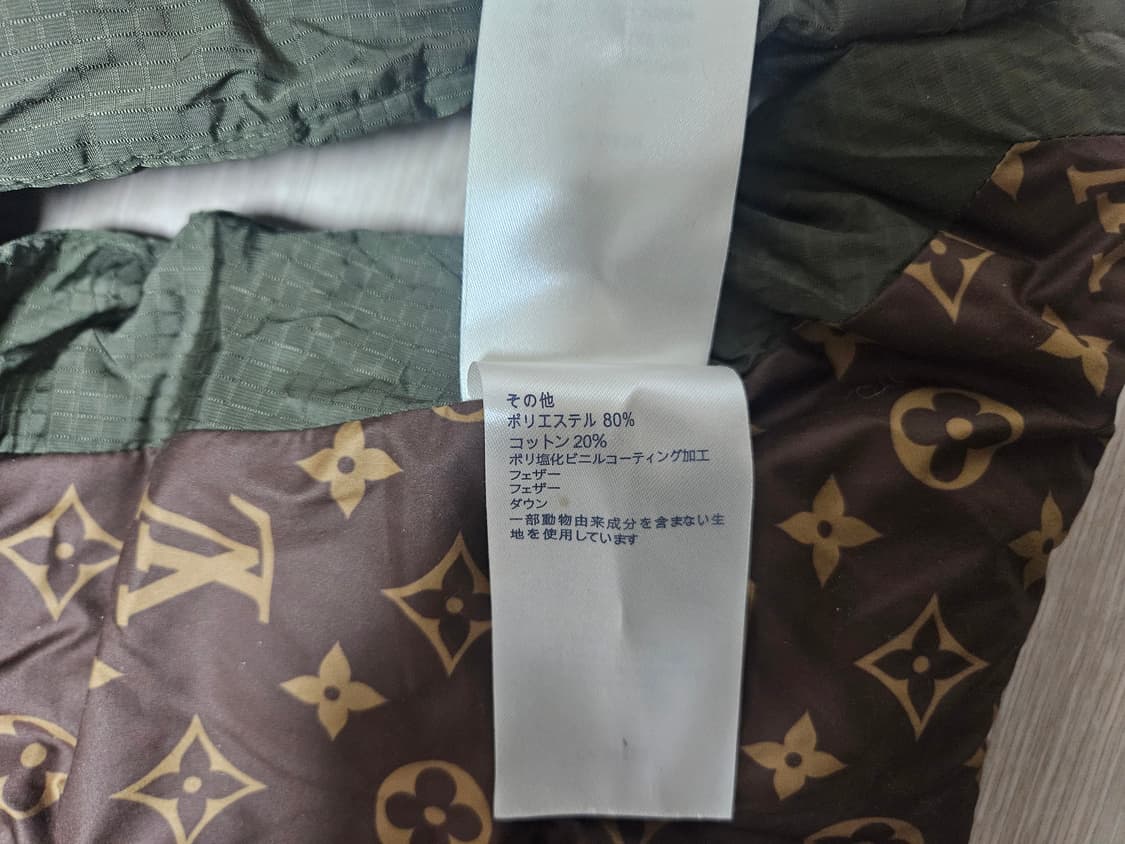 その他
ポリエステル 80%
コットン 20%
ポリ塩化ビニルコーティング加工
フェザー
フェザー
ダウン
一部動物由来成分を含まない生
地を使用しています
LV